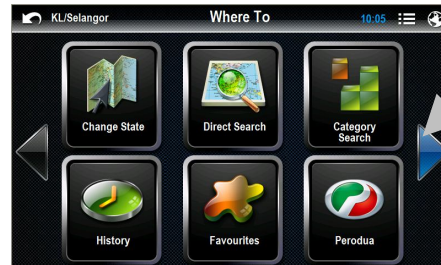 KL/Selangor Where To 10:05
Change State
Direct Search
Category
Search
History
Favourites
Perodua